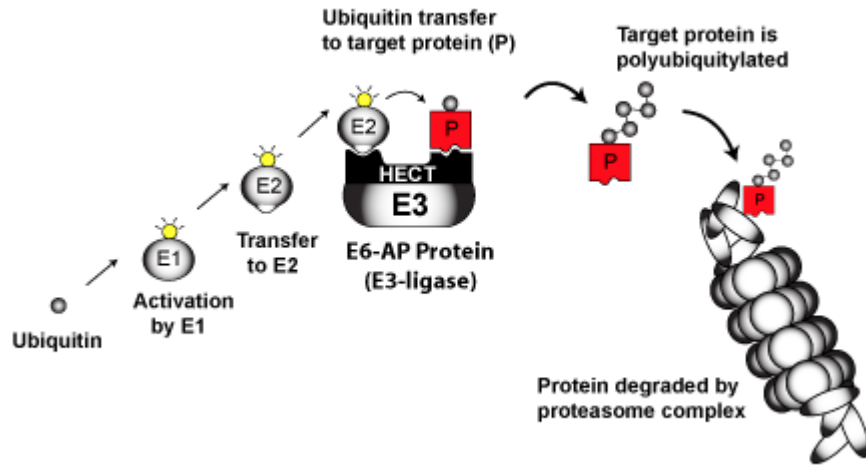 Ubiquitin
E1
Activation
by E1
E2
Transfer
to E2
Ubiquitin transfer
to target protein (P)
E2
P
HECT
E3
E6-AP Protein
(E3-ligase)
Target protein is
polyubiquitylated
P
P
Protein degraded by
proteasome complex